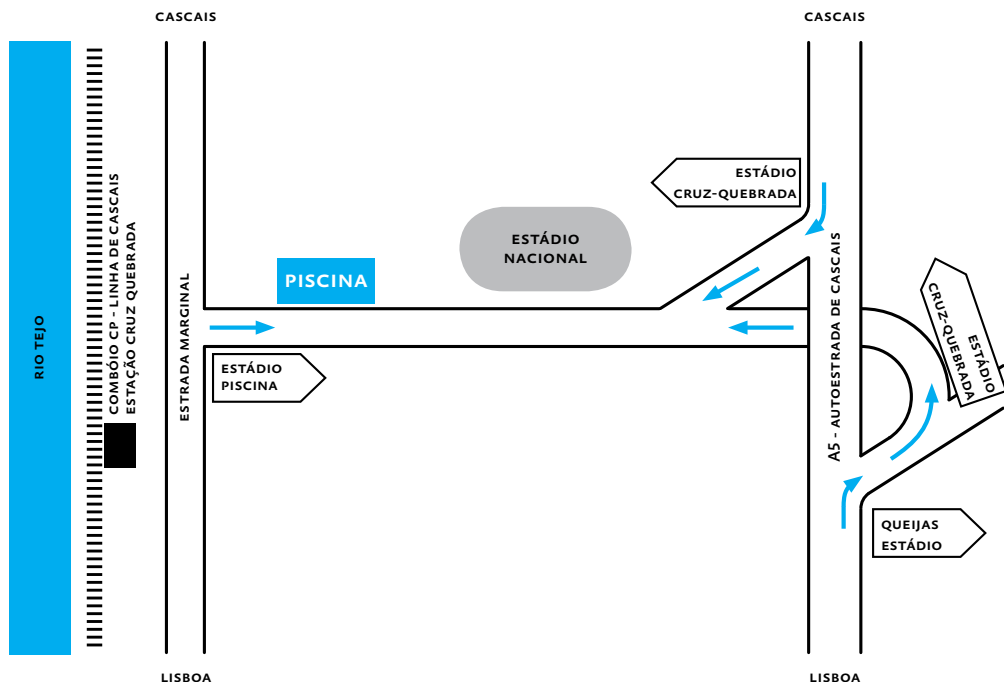 CASCAIS
CASCAIS
ESTÁDIO
CRUZ-QUEBRADA
ESTÁDIO
NACIONAL
PISCINA
RIO TEJO
COMBÓIO CP - LINHA DE CASCAIS
ESTAÇÃO CRUZ QUEBRADA
ESTRADA MARGINAL
ESTÁDIO
PISCINA
A5 - AUTOESTRADA DE CASCAIS
ESTÁDIO
CRUZ-QUEBRADA
QUEIJAS
ESTÁDIO
LISBOA
LISBOA